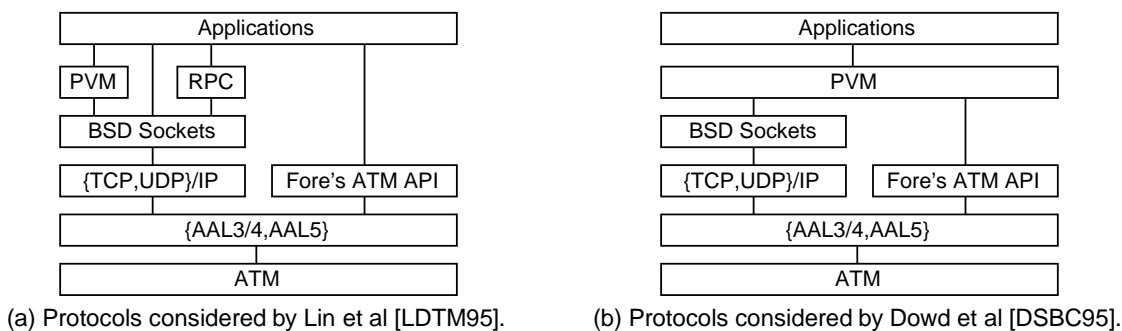 Applications
PVM
RPC
BSD Sockets
{TCP,UDP}/IP
Fore's ATM API
{AAL3/4,AAL5}
ATM
(a) Protocols considered by Lin et al [LDTM95].
Applications
PVM
BSD Sockets
{TCP,UDP}/IP
Fore's ATM API
{AAL3/4,AAL5}
ATM
(b) Protocols considered by Dowd et al [DSBC95].